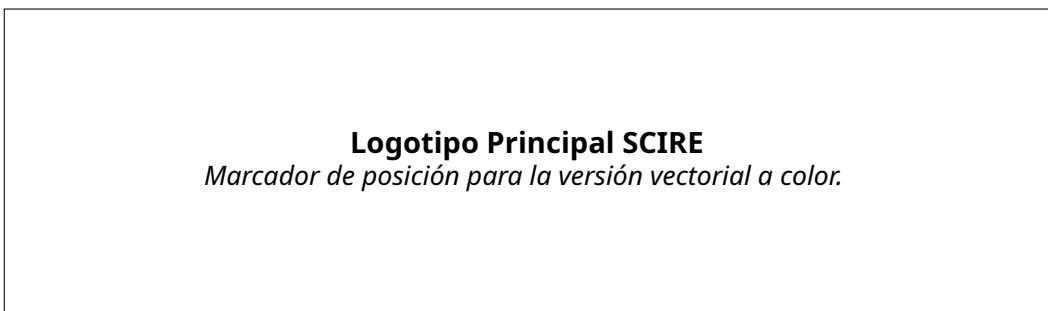 Logotipo Principal SCIRE
Marcador de posición para la versión vectorial a color.